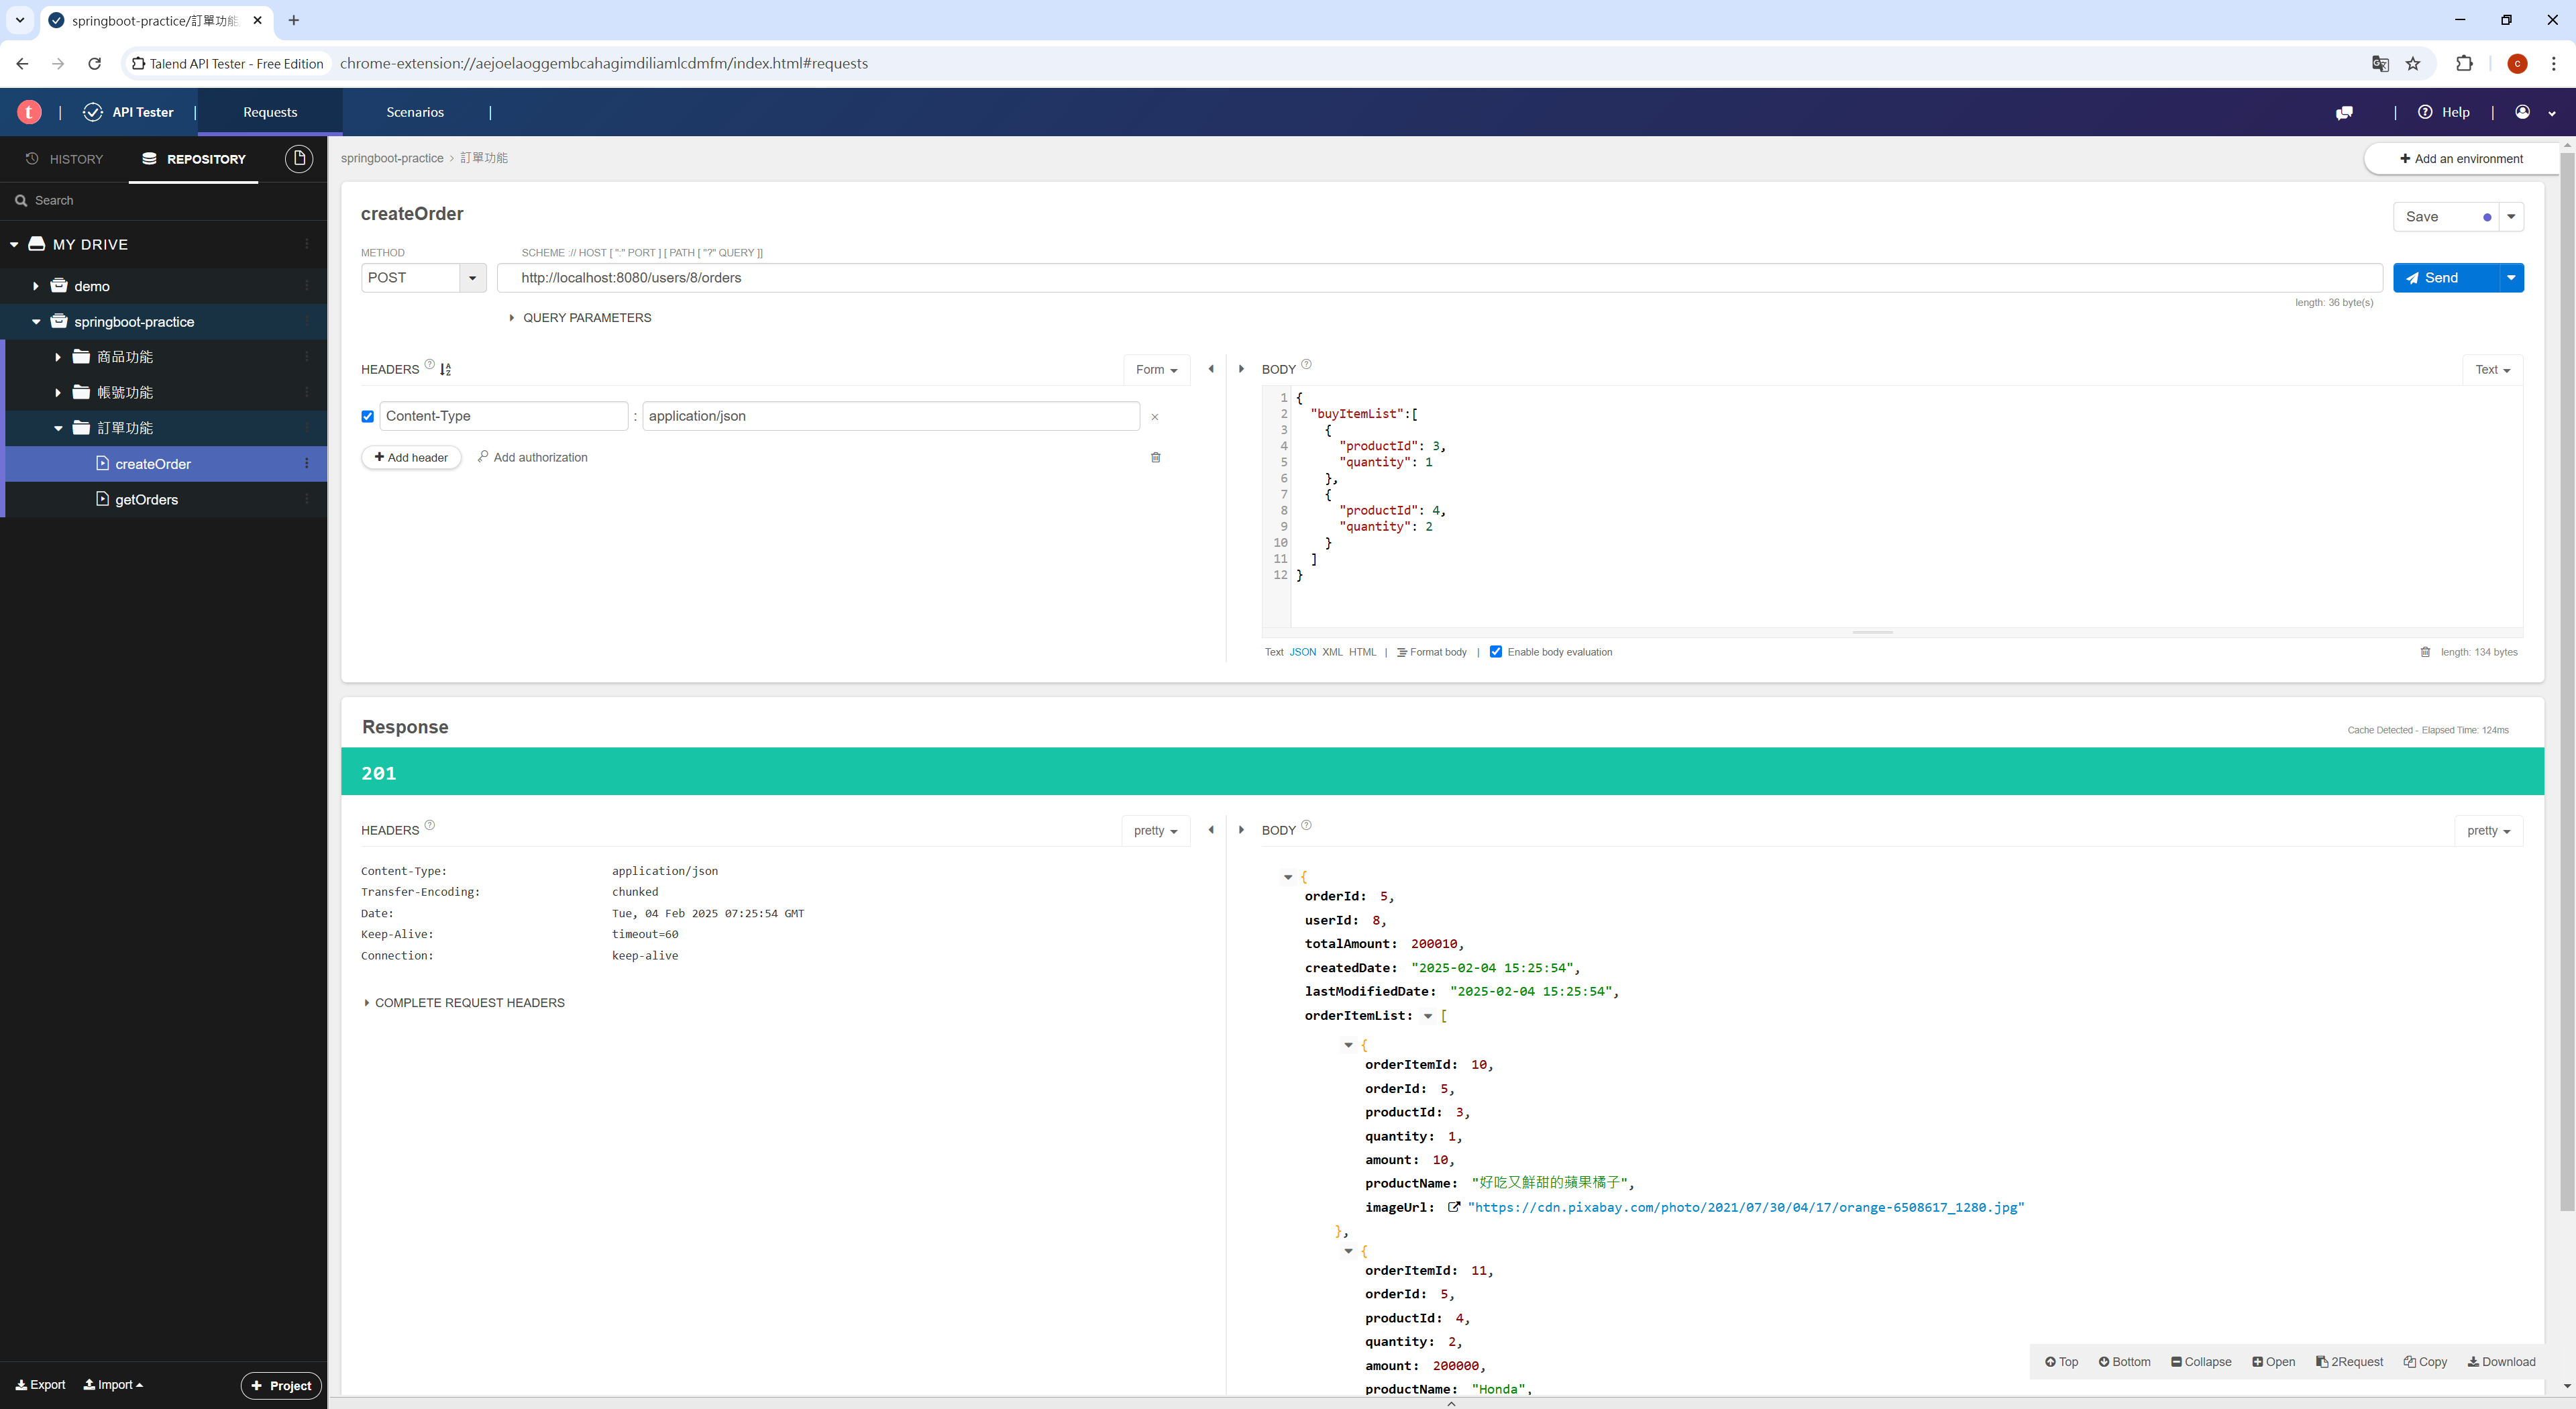 springboot-practice/訂單功能
Talend API Tester - Free Edition
chrome-extension://aejoelaoggembcahagimdiliamlcdmfm/index.html#requests
C
t | API Tester | Requests Scenarios |
| Help |
HISTORY REPOSITORY
springboot-practice › 訂單功能
+ Add an environment
Search
createOrder
Save
MY DRIVE
METHOD SCHEME :// HOST [ ":" PORT ] [ PATH [ "?" QUERY ]]
POST http://localhost:8080/users/8/orders Send
demo
length: 36 byte(s)
springboot-practice
QUERY PARAMETERS
商品功能
帳號功能
訂單功能
createOrder
getOrders
HEADERS ? Form
Content-Type : application/json ×
+ Add header Add authorization
BODY ? Text
1 {
2 "buyItemList":[
3 {
4 "productId": 3,
5 "quantity": 1
6 },
7 {
8 "productId": 4,
9 "quantity": 2
10 }
11 ]
12 }
Text JSON XML HTML | Format body | Enable body evaluation length: 134 bytes
Response
Cache Detected - Elapsed Time: 124ms
201
HEADERS ? pretty
Content-Type: application/json
Transfer-Encoding: chunked
Date: Tue, 04 Feb 2025 07:25:54 GMT
Keep-Alive: timeout=60
Connection: keep-alive
COMPLETE REQUEST HEADERS
BODY ? pretty
{
orderId: 5,
userId: 8,
totalAmount: 200010,
createdDate: "2025-02-04 15:25:54",
lastModifiedDate: "2025-02-04 15:25:54",
orderItemList: [
{
orderItemId: 10,
orderId: 5,
productId: 3,
quantity: 1,
amount: 10,
productName: "好吃又鮮甜的蘋果橘子",
imageUrl: "https://cdn.pixabay.com/photo/2021/07/30/04/17/orange-6508617_1280.jpg"
},
{
orderItemId: 11,
orderId: 5,
productId: 4,
quantity: 2,
amount: 200000,
productName: "Honda",
Top Bottom Collapse Open 2Request Copy Download
Export Import + Project